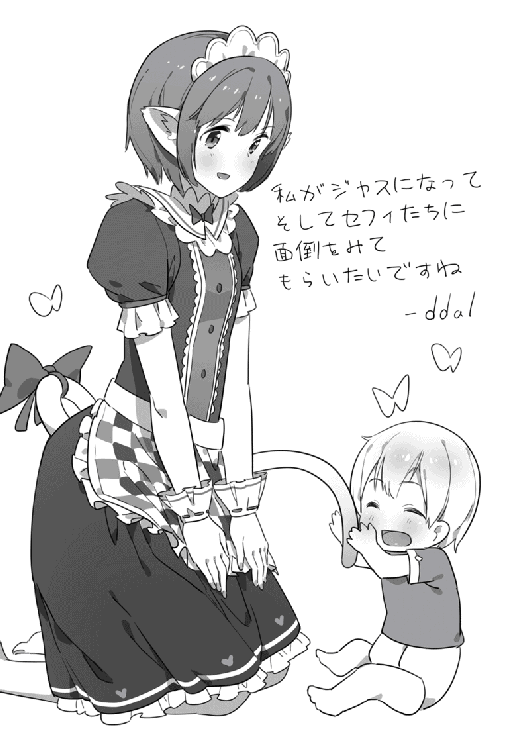 私がジャスになって
そしてセフィたちに
面倒をみて
もらいたいですね
-ddal